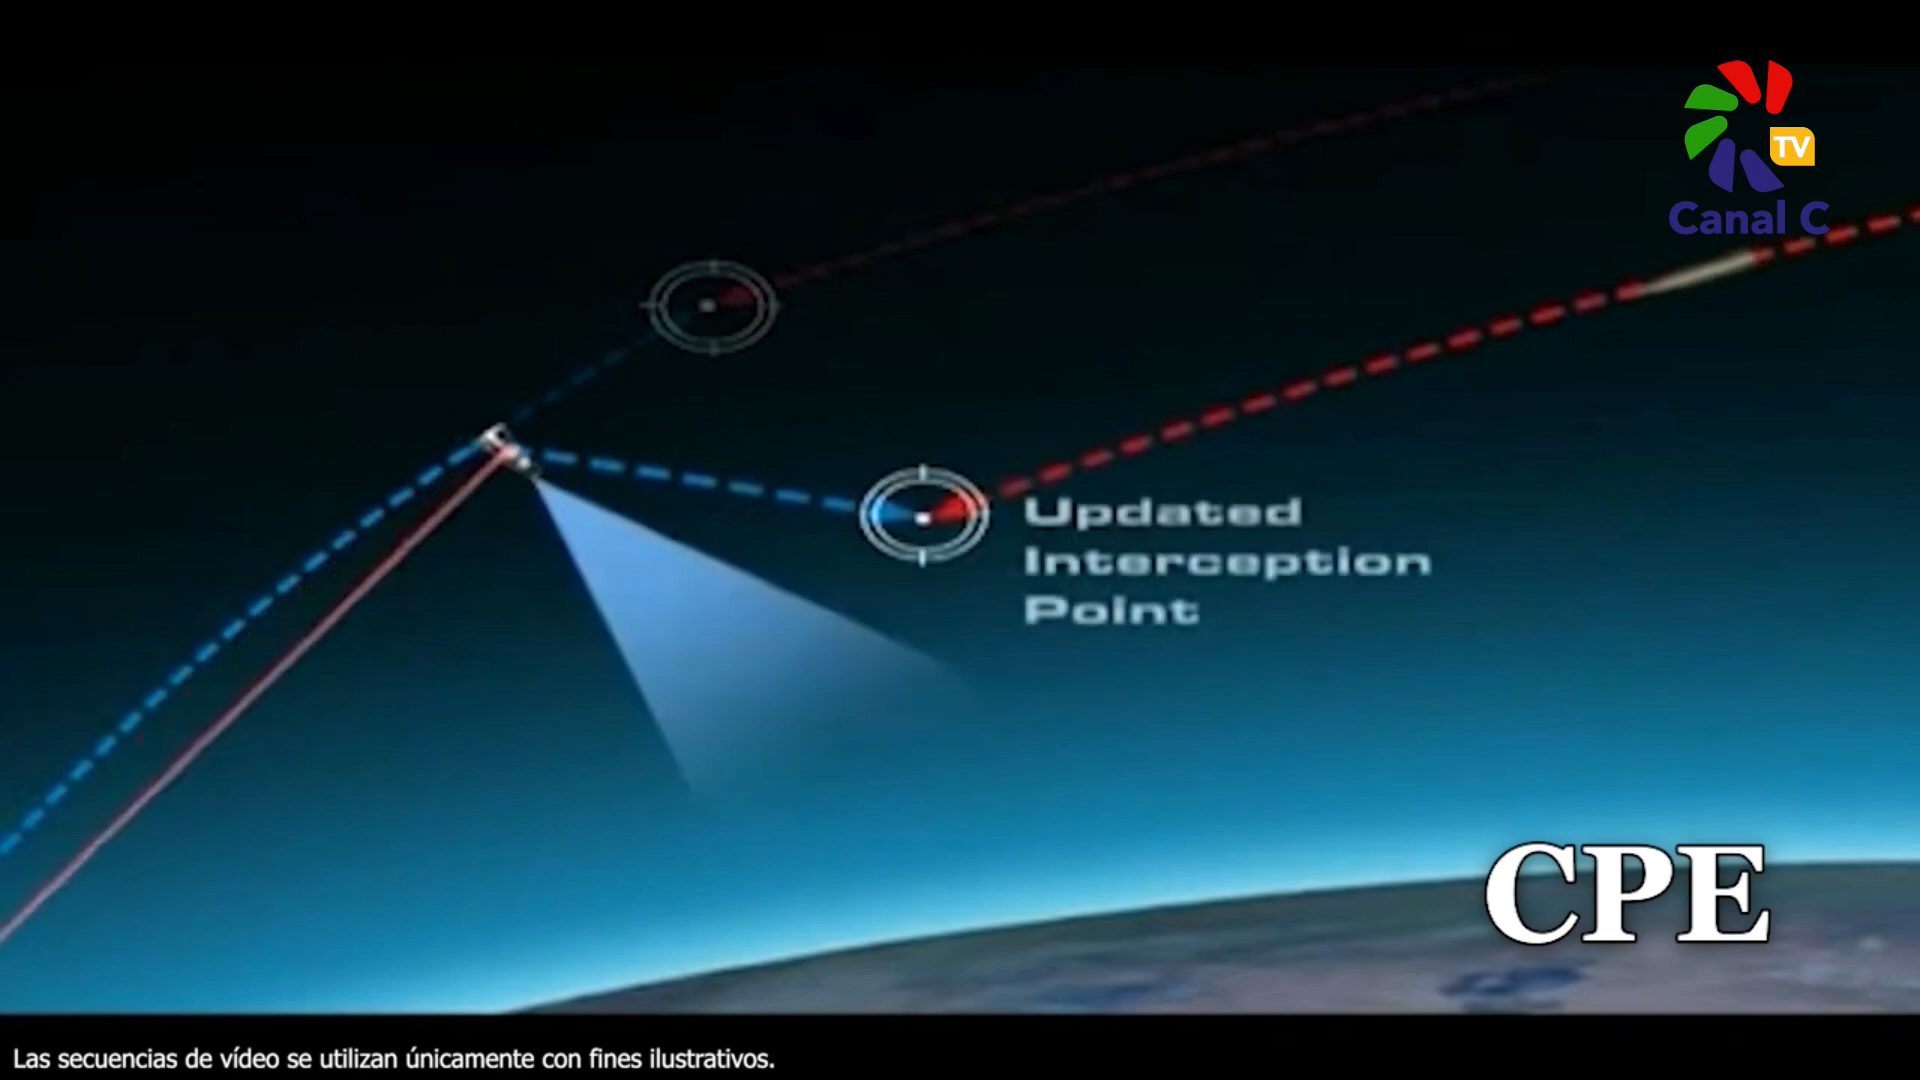 TV
Canal C
Updated
Interception
Point
CPE
Las secuencias de vídeo se utilizan únicamente con fines ilustrativos.